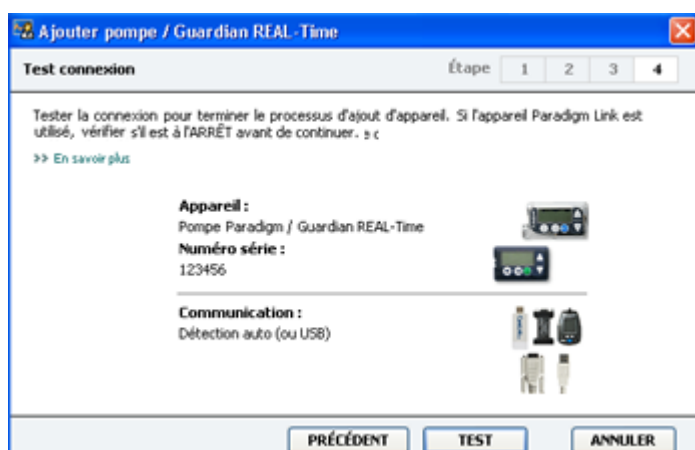 Ajouter pompe / Guardian REAL-Time
Test connexion
Étape 1 2 3 4
Tester la connexion pour terminer le processus d'ajout d'appareil. Si l'appareil Paradigm Link est
utilisé, vérifier s'il est à l'ARRÊT avant de continuer.
>> En savoir plus
Appareil :
Pompe Paradigm / Guardian REAL-Time
Numéro série :
123456
Communication :
Détection auto (ou USB)
PRÉCÉDENT TEST ANNULER